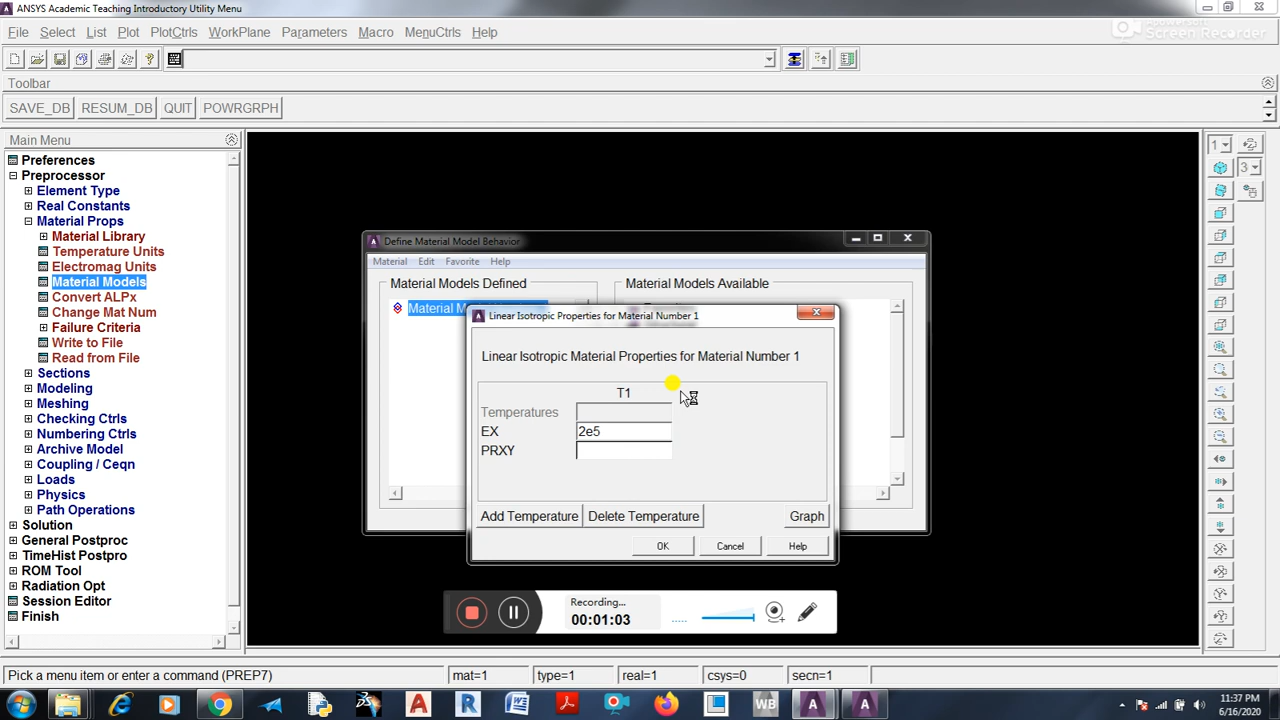 ANSYS Academic Teaching Introductory Utility Menu
File Select List Plot PlotCtrls WorkPlane Parameters Macro MenuCtrls Help
Apowersoft
Screen Recorder
Toolbar
SAVE_DB RESUM_DB QUIT POWRGRPH
Main Menu
Preferences
Preprocessor
Element Type
Real Constants
Material Props
Material Library
Temperature Units
Electromag Units
Material Models
Convert ALPx
Change Mat Num
Failure Criteria
Write to File
Read from File
Sections
Modeling
Meshing
Checking Ctrls
Numbering Ctrls
Archive Model
Coupling / Ceqn
Loads
Physics
Path Operations
Solution
General Postproc
TimeHist Postpro
ROM Tool
Radiation Opt
Session Editor
Finish
1
3
Define Material Model Behavior
Material Edit Favorite Help
Material Models Defined
Material Models Available
Linear Isotropic Properties for Material Number 1
Linear Isotropic Material Properties for Material Number 1
T1
Temperatures
EX 2e5
PRXY
Add Temperature Delete Temperature Graph
OK Cancel Help
Recording...
00:01:03
Pick a menu item or enter a command (PREP7) mat=1 type=1 real=1 csys=0 secn=1
WB
11:37 PM
6/16/2020